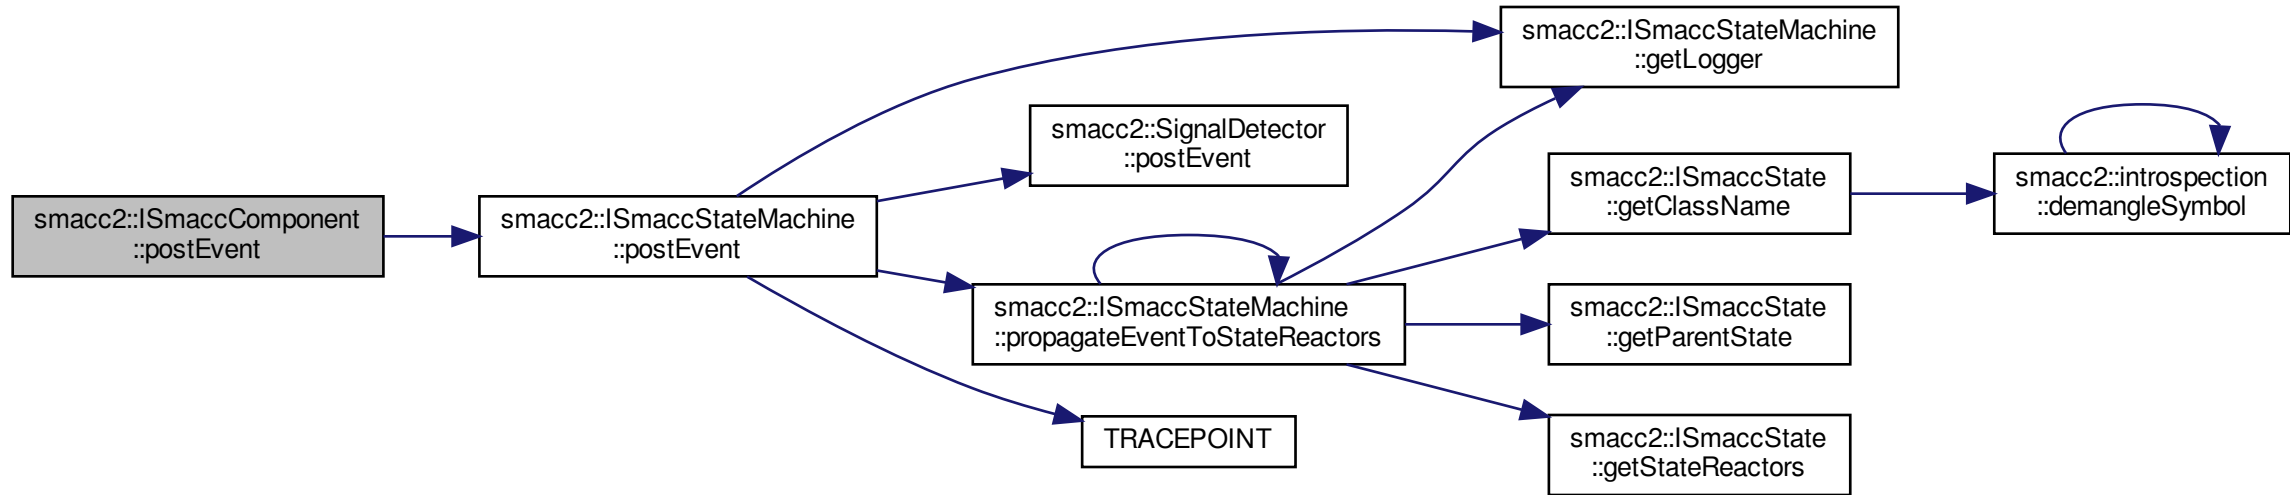 smacc2::ISmaccComponent
::postEvent
smacc2::ISmaccStateMachine
::postEvent
smacc2::ISmaccStateMachine
::getLogger
smacc2::SignalDetector
::postEvent
smacc2::ISmaccStateMachine
::propagateEventToStateReactors
TRACEPOINT
smacc2::ISmaccState
::getClassName
smacc2::ISmaccState
::getParentState
smacc2::ISmaccState
::getStateReactors
smacc2::introspection
::demangleSymbol